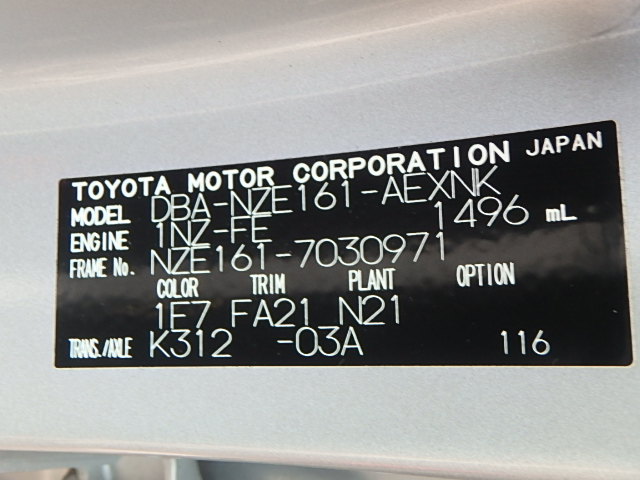 TOYOTA MOTOR CORPORATION JAPAN
MODEL DBA-NZE161-AEXNK
ENGINE 1NZ-FE 1496 mL
FRAME No. NZE161-7030971
COLOR TRIM PLANT OPTION
1E7 FA21 N21
TRANS./AXLE K312 -03A 116